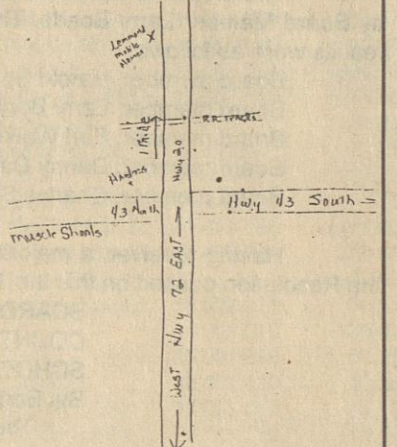 Lemmond
mobile
Homes X
1 mile
RR TRACKS
Hardees
Hwy 20
43 North
Hwy 43 South
Muscle Shoals
West Hwy 72 EAST